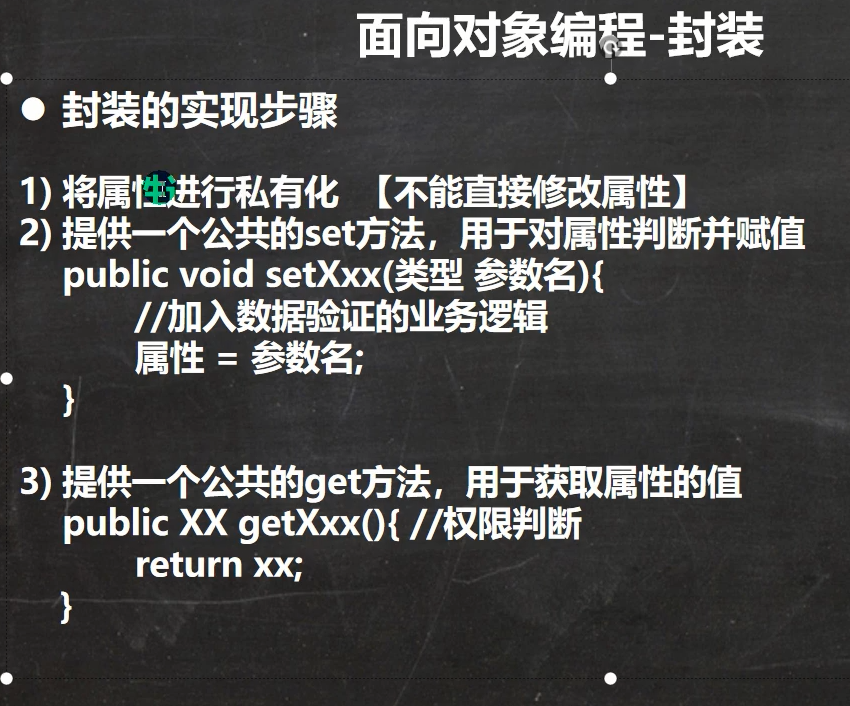 面向对象编程-封装
● 封装的实现步骤
1) 将属性进行私有化 【不能直接修改属性】
2) 提供一个公共的set方法，用于对属性判断并赋值
public void setXxx(类型 参数名){
//加入数据验证的业务逻辑
属性 = 参数名;
}
3) 提供一个公共的get方法，用于获取属性的值
public XX getXxx(){ //权限判断
return xx;
}